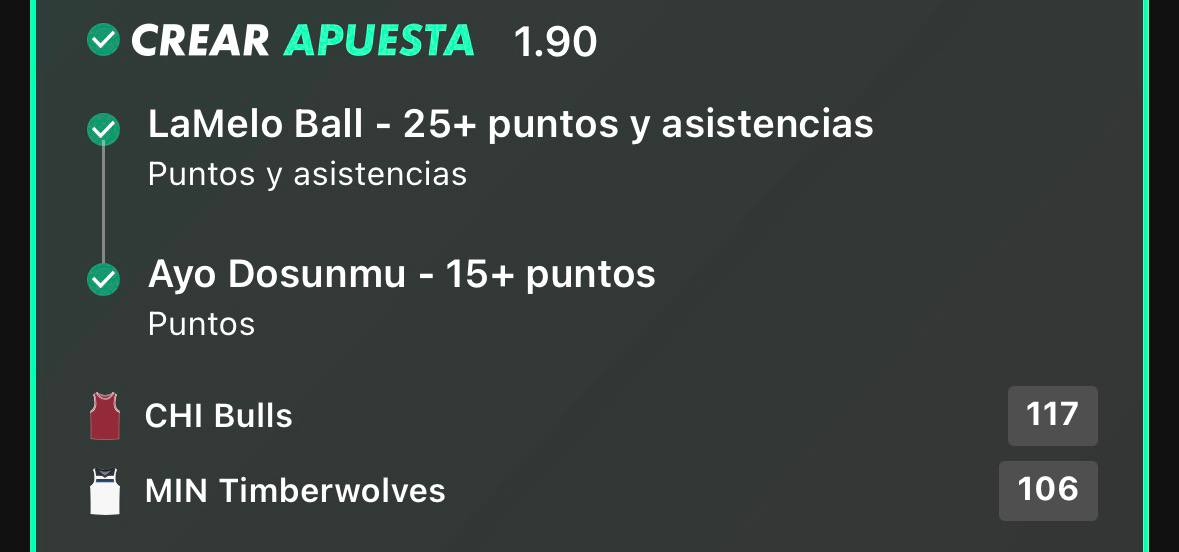 CREAR APUESTA 1.90
LaMelo Ball - 25+ puntos y asistencias
Puntos y asistencias
Ayo Dosunmu - 15+ puntos
Puntos
CHI Bulls 117
MIN Timberwolves 106